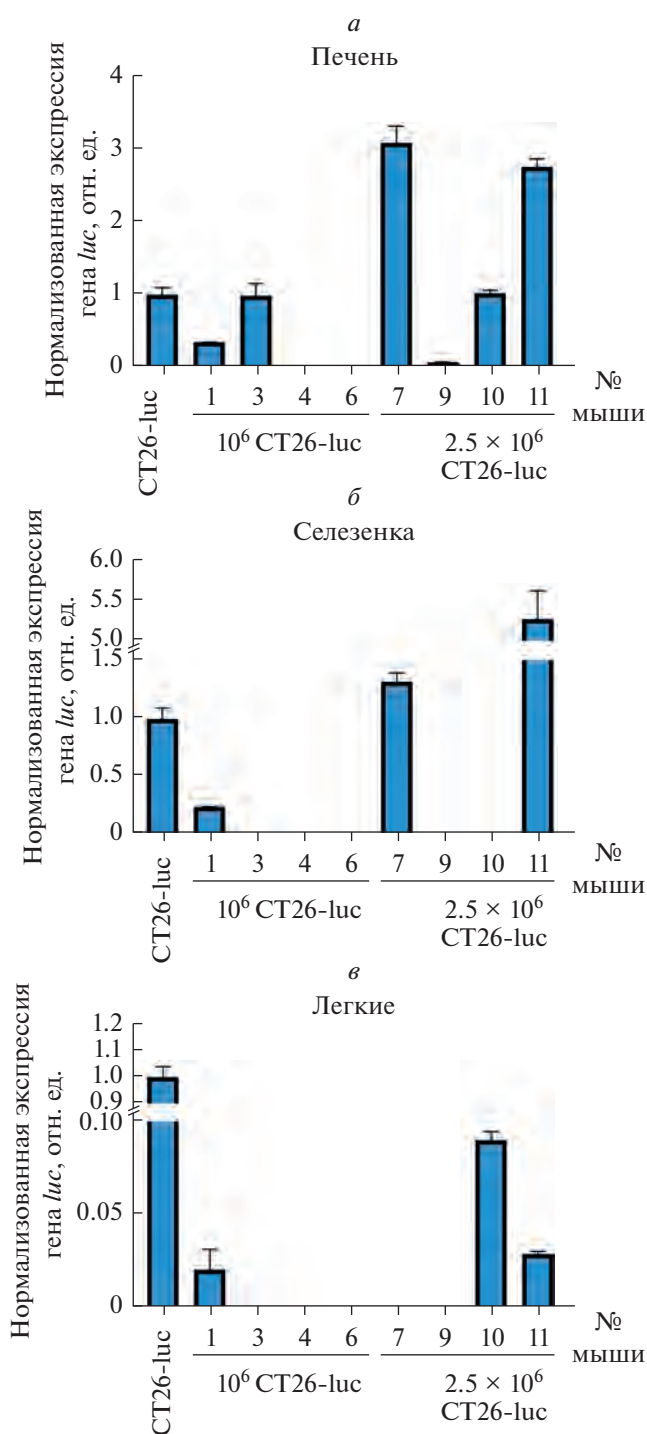 а
Печень
Нормализованная экспрессия
гена luc, отн. ед.
4
3
2
1
0
CT26-luc
1 3 4 6 7 9 10 11
№
мыши
10⁶ CT26-luc
2.5 × 10⁶
CT26-luc
б
Селезенка
Нормализованная экспрессия
гена luc, отн. ед.
6.0
5.5
5.0
1.5
1.0
0.5
0
CT26-luc
1 3 4 6 7 9 10 11
№
мыши
10⁶ CT26-luc
2.5 × 10⁶
CT26-luc
в
Легкие
Нормализованная экспрессия
гена luc, отн. ед.
1.2
1.1
1.0
0.9
0.10
0.05
0
CT26-luc
1 3 4 6 7 9 10 11
№
мыши
10⁶ CT26-luc
2.5 × 10⁶
CT26-luc